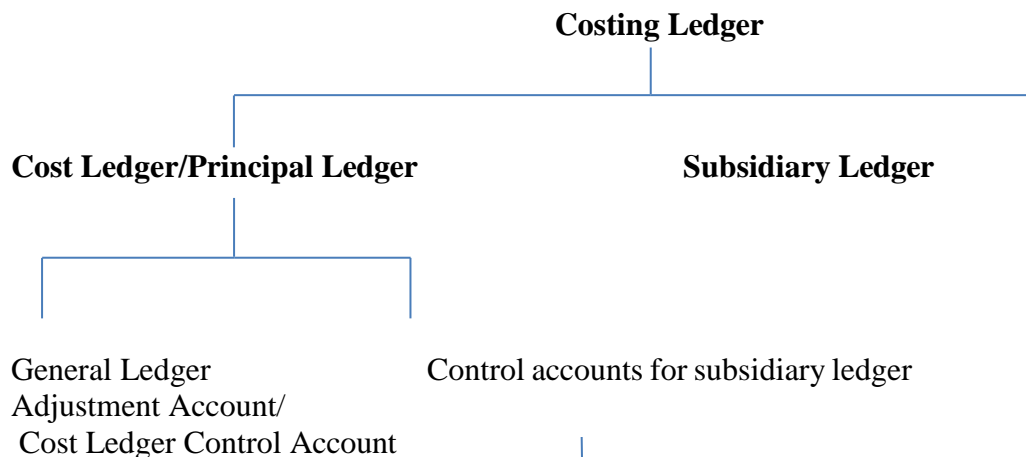 Costing Ledger
Cost Ledger/Principal Ledger
Subsidiary Ledger
General Ledger
Adjustment Account/
Cost Ledger Control Account
Control accounts for subsidiary ledger